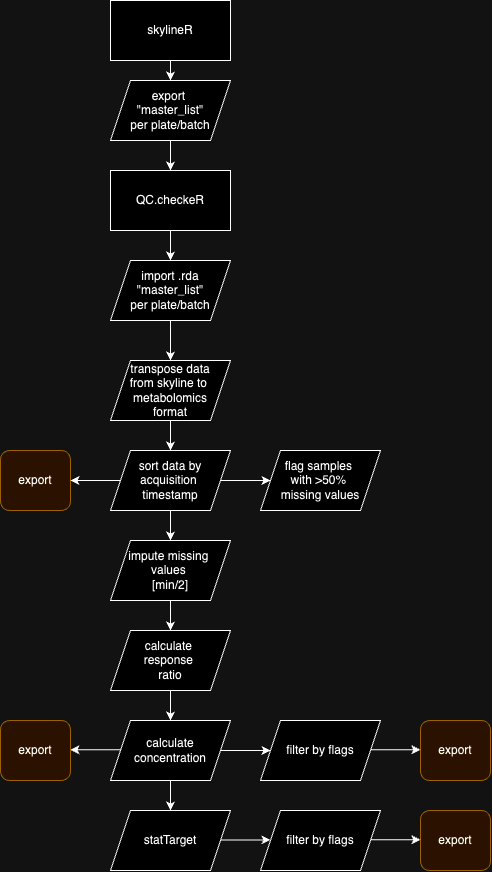 skylineR
export
"master_list"
per plate/batch
QC.checkeR
import .rda
"master_list"
per plate/batch
transpose data
from skyline to
metabolomics
format
export
sort data by
acquisition
timestamp
flag samples
with >50%
missing values
impute missing
values
[min/2]
calculate
response
ratio
export
calculate
concentration
filter by flags
export
statTarget
filter by flags
export